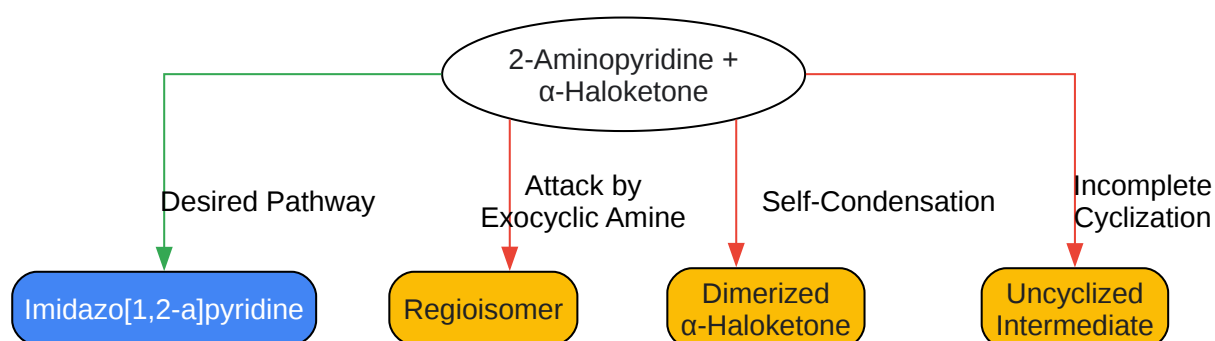 2-Aminopyridine +
α-Haloketone
Desired Pathway
Attack by
Exocyclic Amine
Self-Condensation
Incomplete
Cyclization
Imidazo[1,2-a]pyridine
Regioisomer
Dimerized
α-Haloketone
Uncyclized
Intermediate